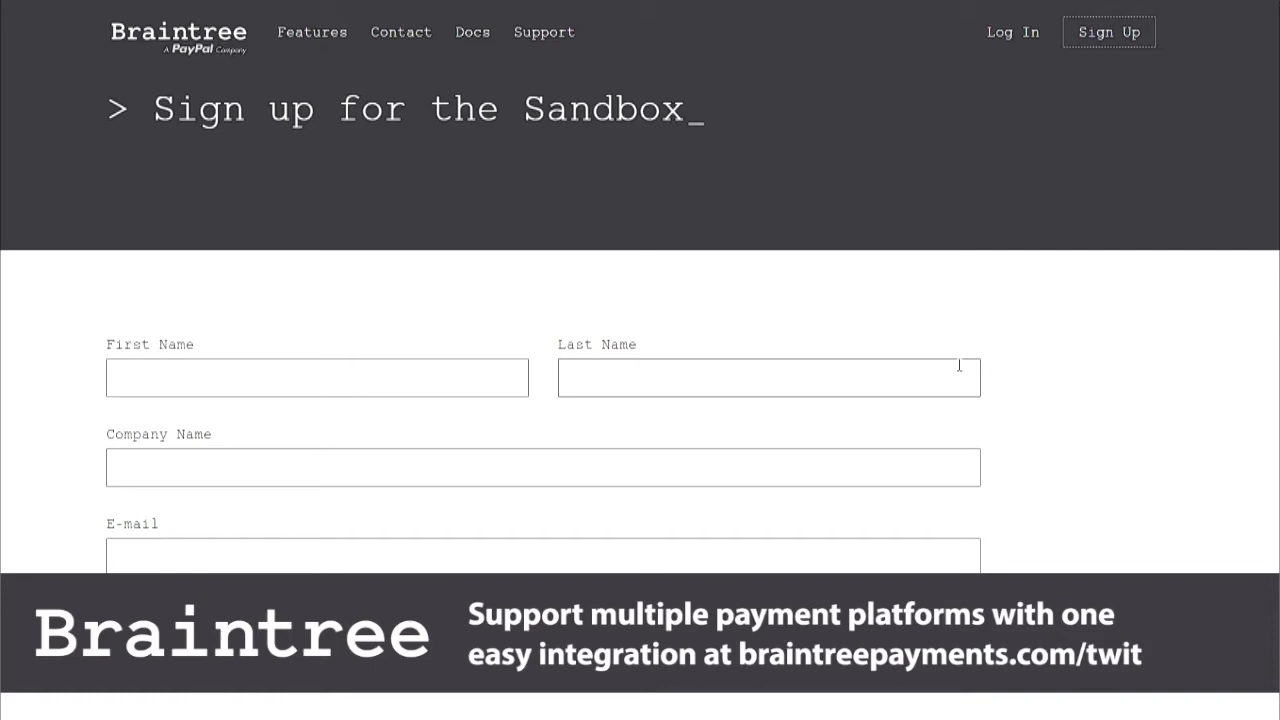 Braintree Features Contact Docs Support Log In Sign Up
A PayPal Company
> Sign up for the Sandbox_
First Name Last Name
Company Name
E-mail
Braintree
Support multiple payment platforms with one
easy integration at braintreepayments.com/twit